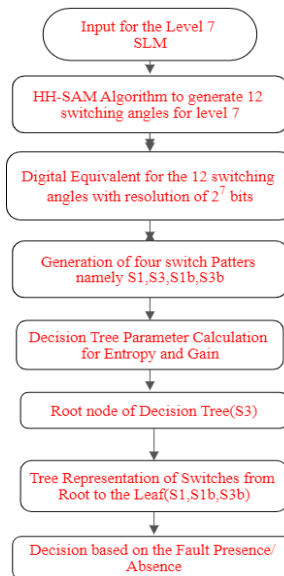 Input for the Level 7
SLM
HH-SAM Algorithm to generate 12
switching angles for level 7
Digital Equivalent for the 12 switching
angles with resolution of 2^7 bits
Generation of four switch Patters
namely S1,S3,S1b,S3b
Decision Tree Parameter Calculation
for Entropy and Gain
Root node of Decision Tree(S3)
Tree Representation of Switches from
Root to the Leaf(S1,S1b,S3b)
Decision based on the Fault Presence/
Absence